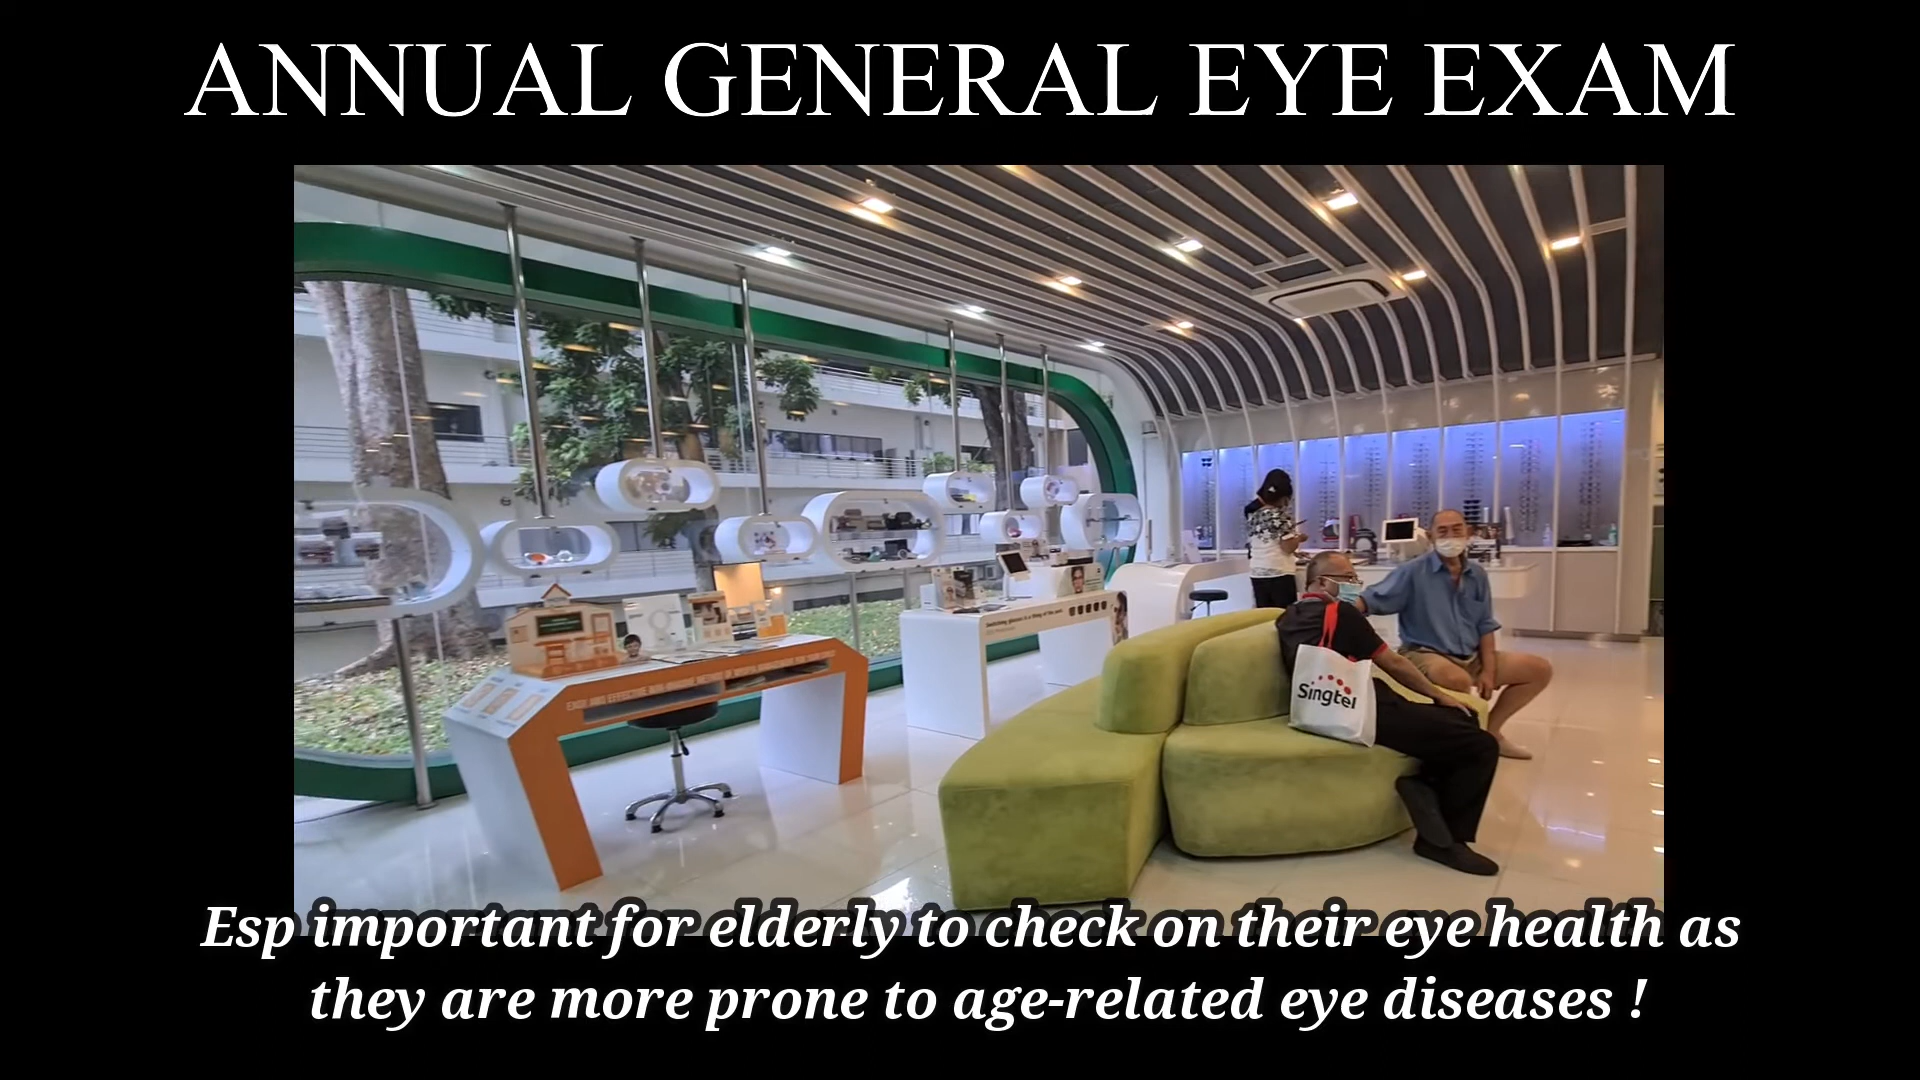 ANNUAL GENERAL EYE EXAM
Singtel
Esp important for elderly to check on their eye health as
they are more prone to age-related eye diseases !